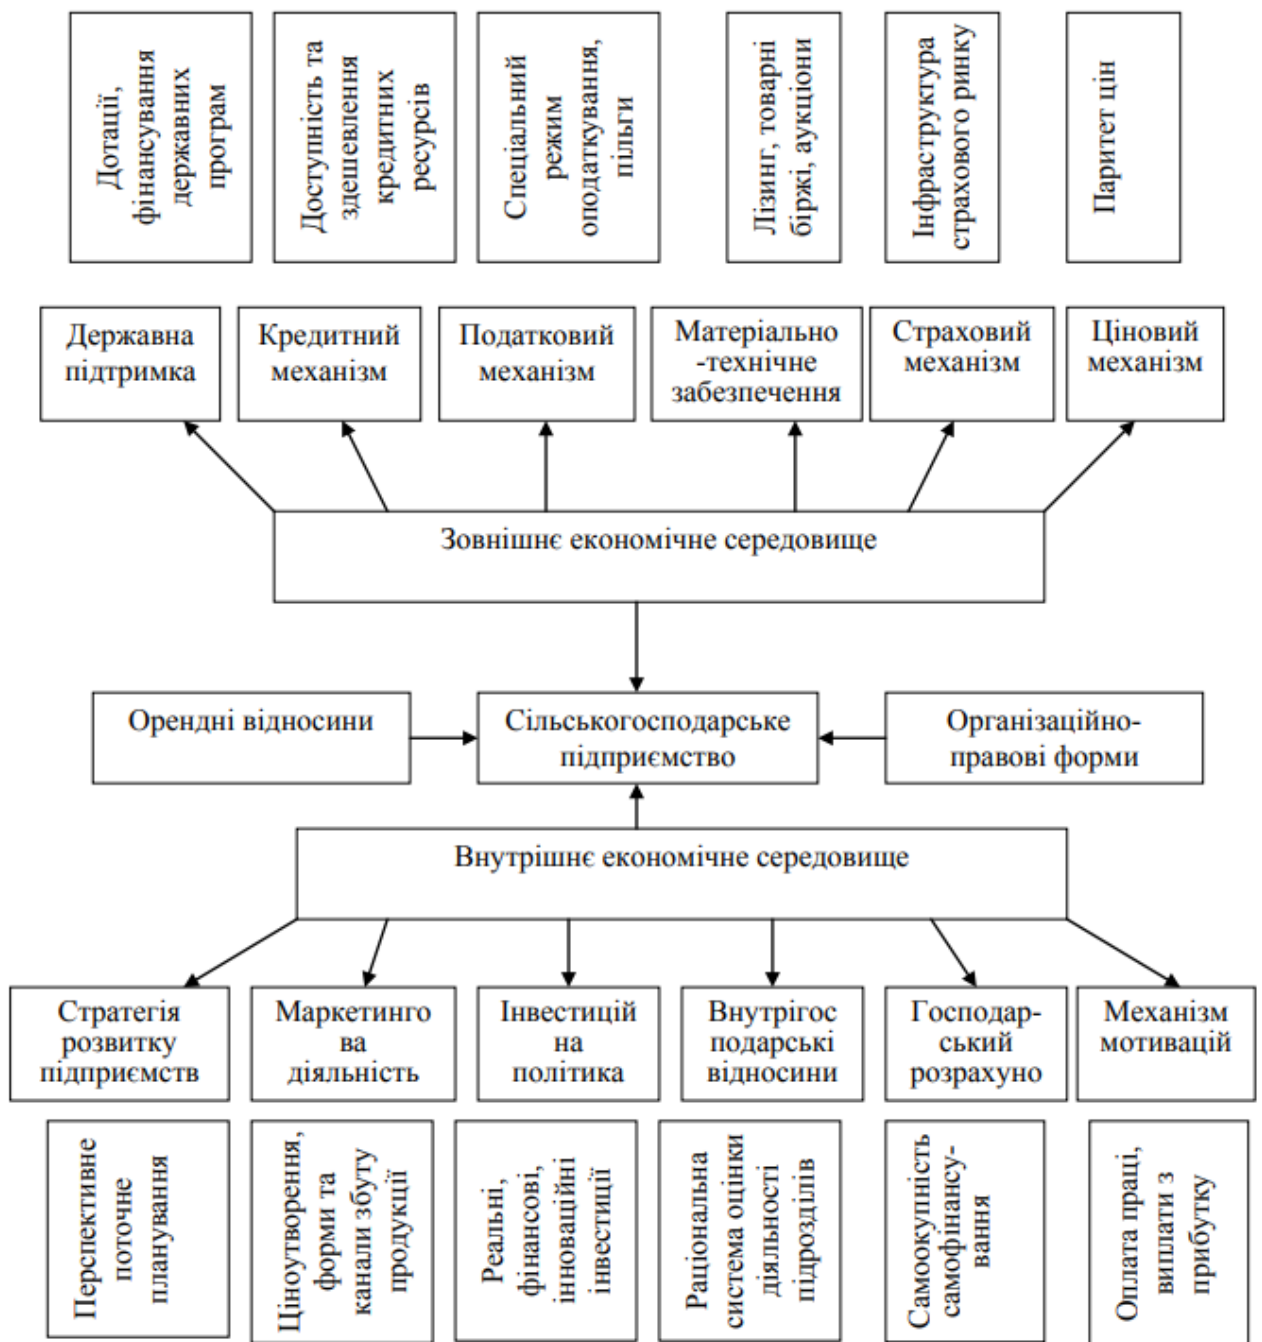 Дотації,
фінансування
державних
програм
Доступність та
здешевлення
кредитних
ресурсів
Спеціальний
режим
оподаткування,
пільги
Лізинг, товарні
біржі, аукціони
Інфраструктура
страхового ринку
Паритет цін
Державна
підтримка
Кредитний
механізм
Податковий
механізм
Матеріально
-технічне
забезпечення
Страховий
механізм
Ціновий
механізм
Зовнішнє економічне середовище
Орендні відносини
Сільськогосподарське
підприємство
Організаційно-
правові форми
Внутрішнє економічне середовище
Стратегія
розвитку
підприємств
Маркетинго
ва
діяльність
Інвестицій
на
політика
Внутрігос
подарські
відносини
Господар-
ський
розрахуно
Механізм
мотивацій
Перспективне
поточне
планування
Ціноутворення,
форми та
канали збуту
продукції
Реальні,
фінансові,
інноваційні
інвестиції
Раціональна
система оцінки
діяльності
підрозділів
Самоокупність
самофінансу-
вання
Оплата праці,
виплати з
прибутку